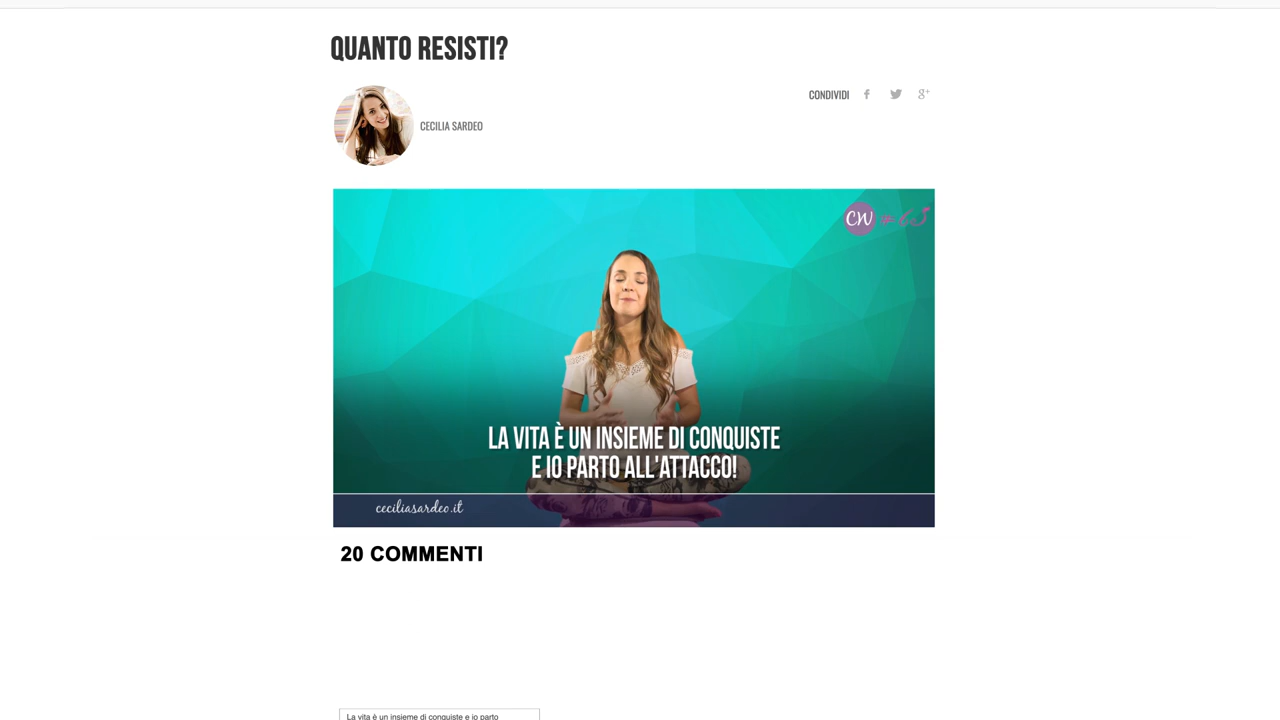 QUANTO RESISTI?
CONDIVIDI
CECILIA SARDEO
CW #63
LA VITA È UN INSIEME DI CONQUISTE
E IO PARTO ALL'ATTACCO!
ceciliasardeo.it
20 COMMENTI
La vita è un insieme di conquiste e io parto